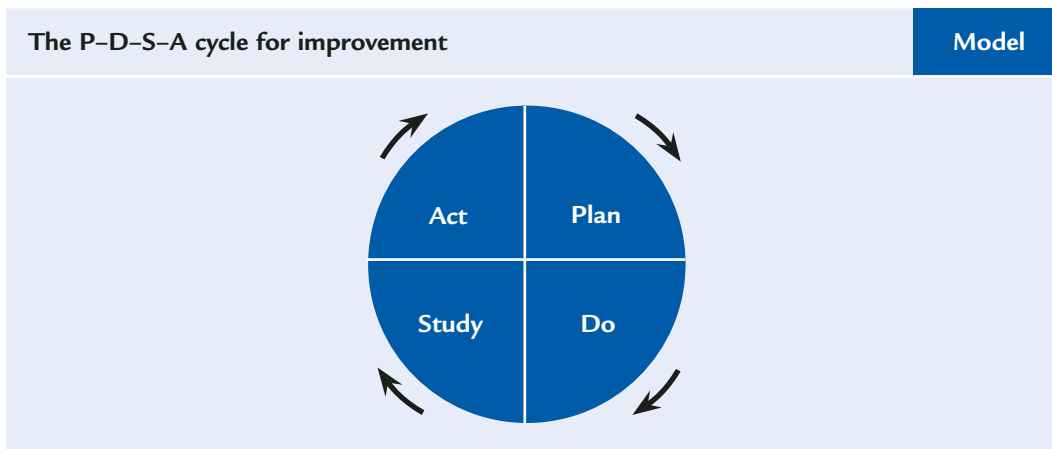 The P–D–S–A cycle for improvement
Model
Act
Plan
Study
Do